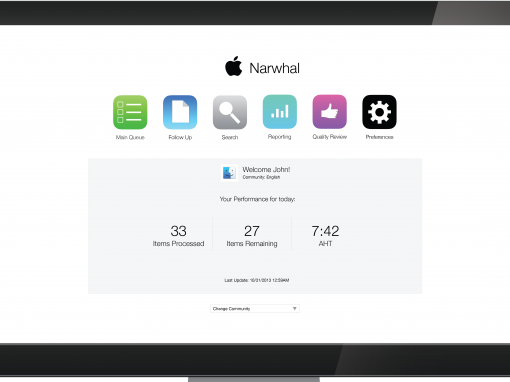 Narwhal
Main Queue
Follow Up
Search
Reporting
Quality Review
Preferences
Welcome John!
Community: English
Your Performance for today:
33
Items Processed
27
Items Remaining
7:42
AHT
Last Update: 10/31/2013 12:59AM
Change Community